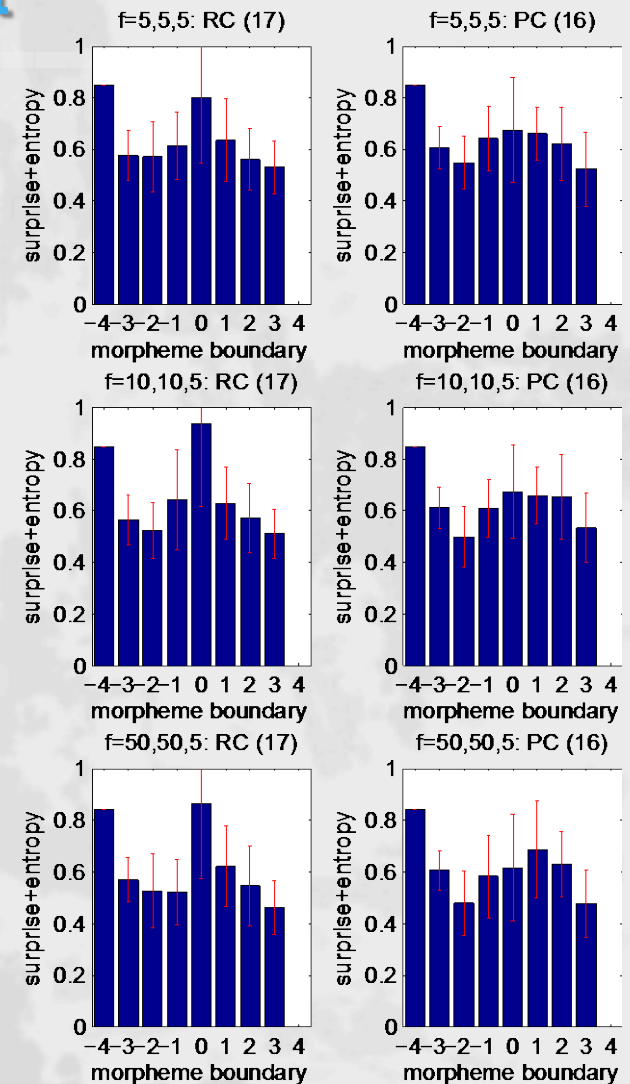 f=5,5,5: RC (17)
1
0.8
0.6
0.4
0.2
0
surprise+entropy
−4−3−2−1 0 1 2 3 4
morpheme boundary
f=5,5,5: PC (16)
1
0.8
0.6
0.4
0.2
0
surprise+entropy
−4−3−2−1 0 1 2 3 4
morpheme boundary
f=10,10,5: RC (17)
1
0.8
0.6
0.4
0.2
0
surprise+entropy
−4−3−2−1 0 1 2 3 4
morpheme boundary
f=10,10,5: PC (16)
1
0.8
0.6
0.4
0.2
0
surprise+entropy
−4−3−2−1 0 1 2 3 4
morpheme boundary
f=50,50,5: RC (17)
1
0.8
0.6
0.4
0.2
0
surprise+entropy
−4−3−2−1 0 1 2 3 4
morpheme boundary
f=50,50,5: PC (16)
1
0.8
0.6
0.4
0.2
0
surprise+entropy
−4−3−2−1 0 1 2 3 4
morpheme boundary